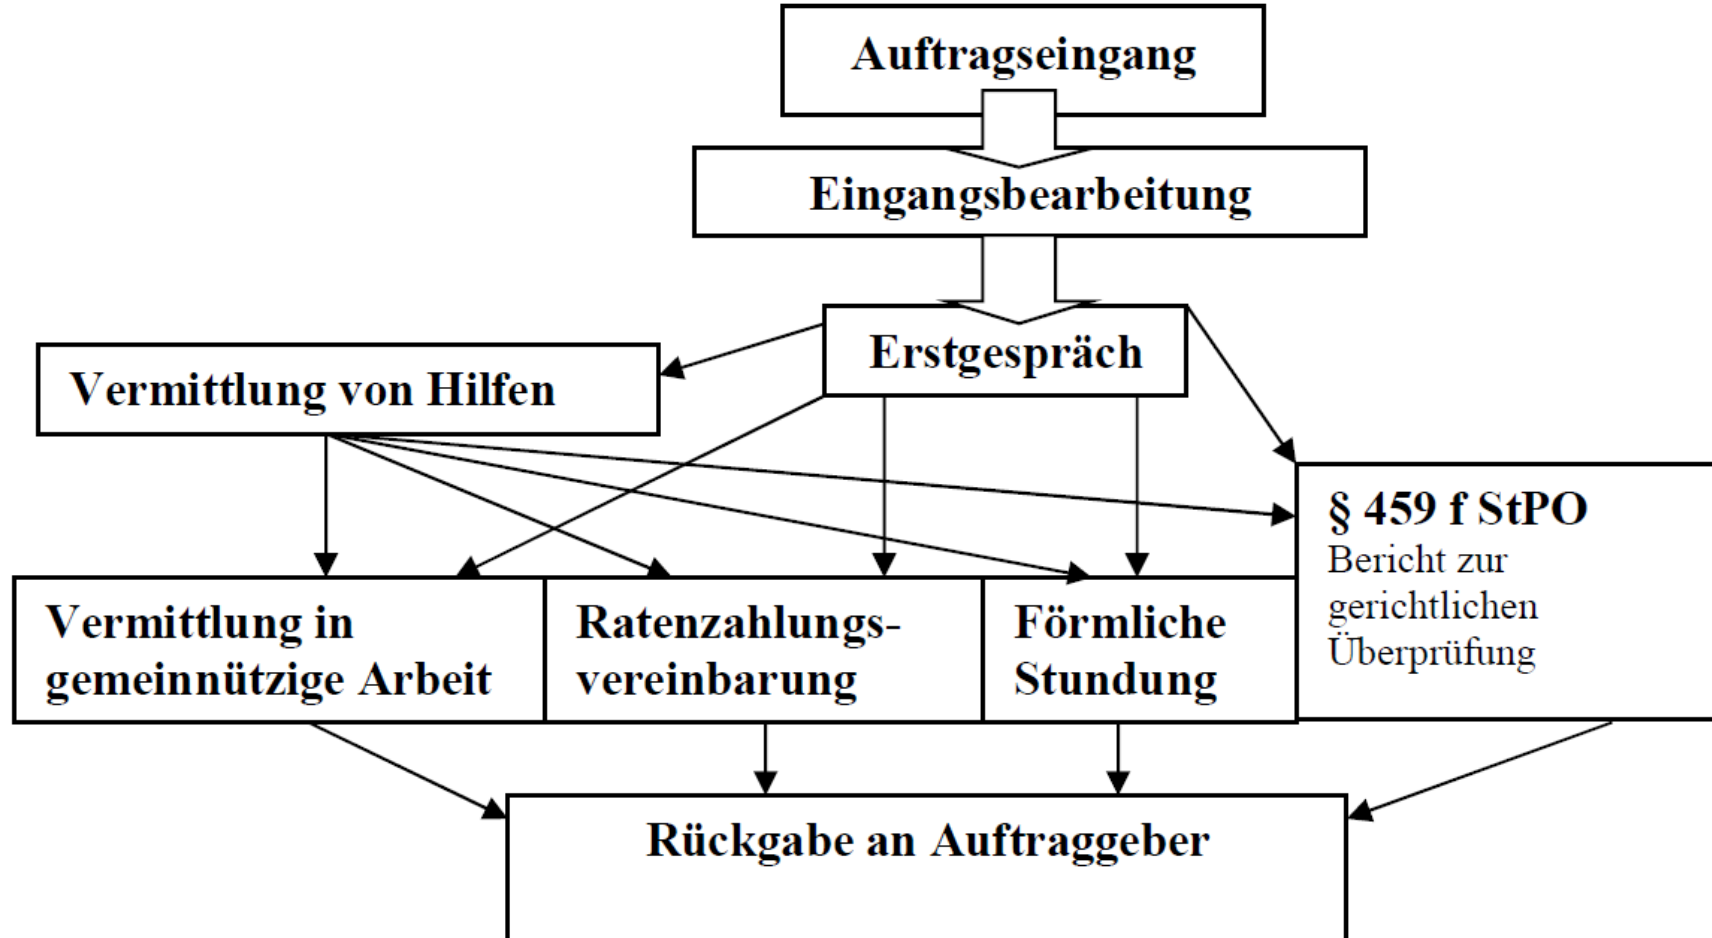 Auftragseingang
Eingangsbearbeitung
Erstgespräch
Vermittlung von Hilfen
§ 459 f StPO
Bericht zur
gerichtlichen
Überprüfung
Vermittlung in
gemeinnützige Arbeit
Ratenzahlungs-
vereinbarung
Förmliche
Stundung
Rückgabe an Auftraggeber